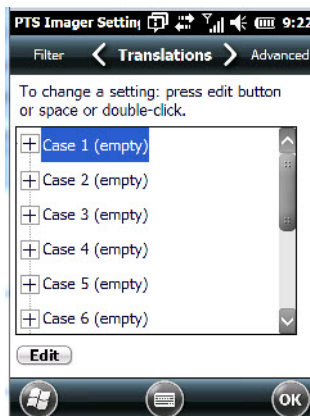 PTS Imager Settin 9:22
Filter Translations Advanced
To change a setting: press edit button
or space or double-click.
Case 1 (empty)
Case 2 (empty)
Case 3 (empty)
Case 4 (empty)
Case 5 (empty)
Case 6 (empty)
Edit
OK